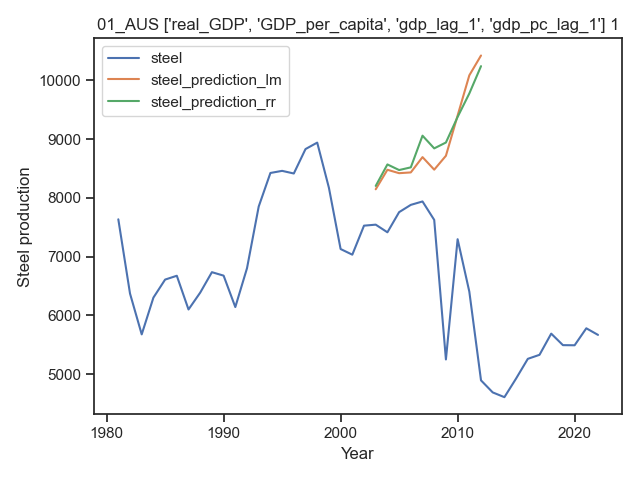 01_AUS ['real_GDP', 'GDP_per_capita', 'gdp_lag_1', 'gdp_pc_lag_1'] 1
steel
steel_prediction_lm
steel_prediction_rr
10000
9000
8000
7000
6000
5000
Steel production
1980 1990 2000 2010 2020
Year